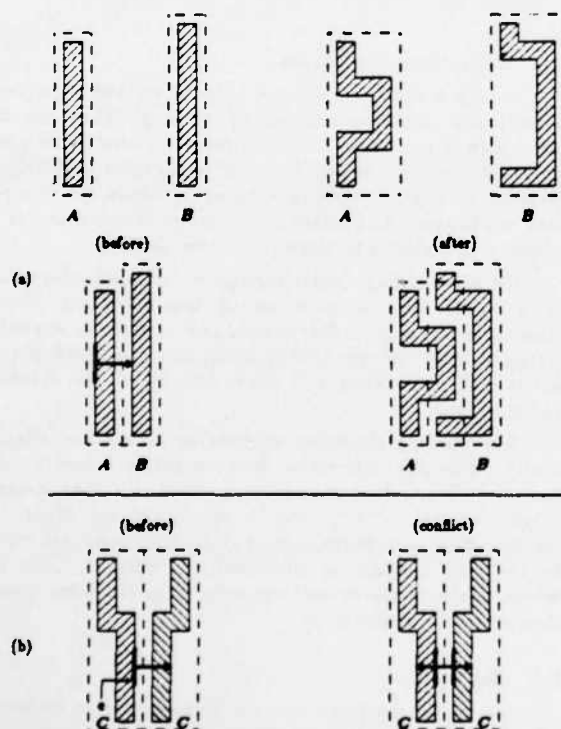 A B A B
(before) (after)
(a)
A B A B
(before) (conflict)
(b)
e
C C C C